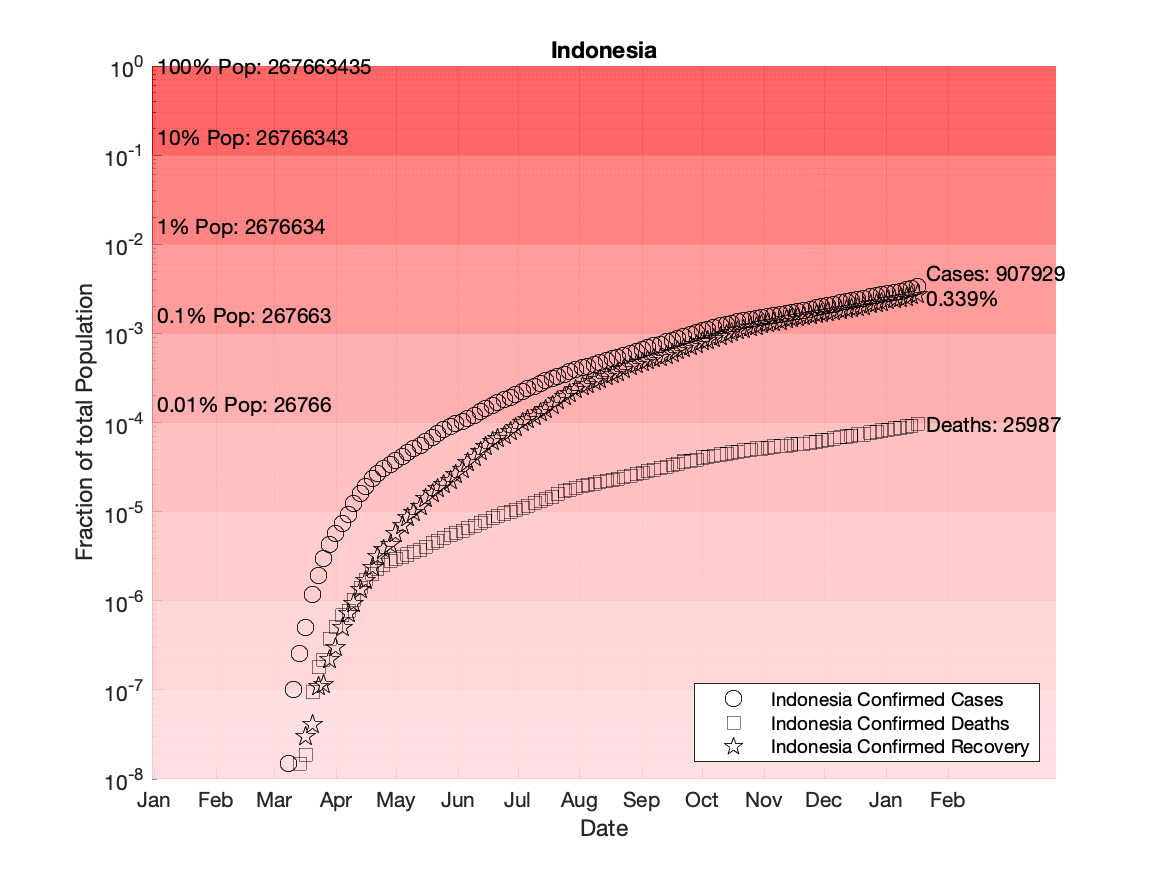 Indonesia
10^0
100% Pop: 267663435
10% Pop: 26766343
10^-1
1% Pop: 2676634
10^-2
Cases: 907929
0.339%
0.1% Pop: 267663
10^-3
0.01% Pop: 26766
10^-4
Deaths: 25987
10^-5
10^-6
10^-7
10^-8
Fraction of total Population
Indonesia Confirmed Cases
Indonesia Confirmed Deaths
Indonesia Confirmed Recovery
Jan Feb Mar Apr May Jun Jul Aug Sep Oct Nov Dec Jan Feb
Date